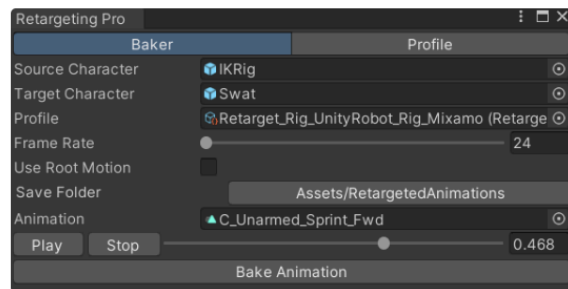 Retargeting Pro
Baker Profile
Source Character IKRig
Target Character Swat
Profile Retarget_Rig_UnityRobot_Rig_Mixamo (Retarge
Frame Rate 24
Use Root Motion
Save Folder Assets/RetargetedAnimations
Animation C_Unarmed_Sprint_Fwd
Play Stop 0.468
Bake Animation